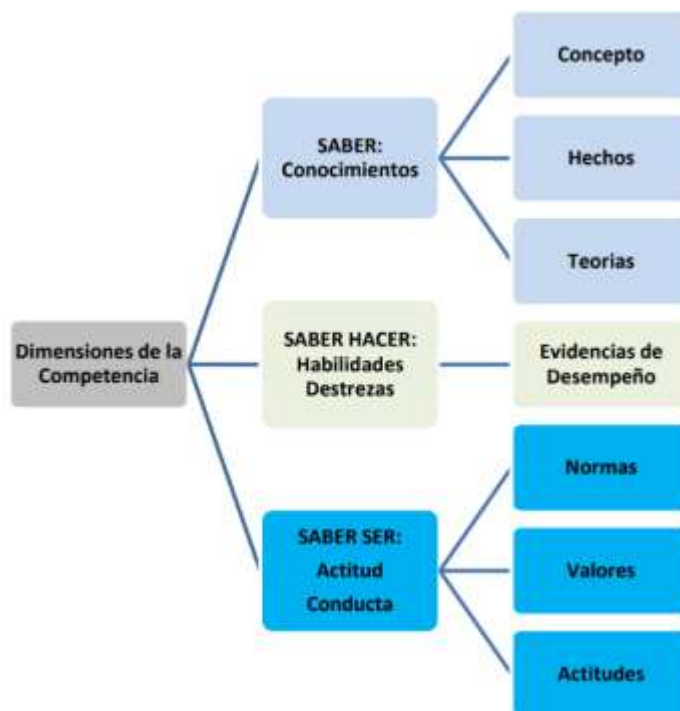 Dimensiones de la
Competencia
SABER:
Conocimientos
Concepto
Hechos
Teorias
SABER HACER:
Habilidades
Destrezas
Evidencias de
Desempeño
SABER SER:
Actitud
Conducta
Normas
Valores
Actitudes